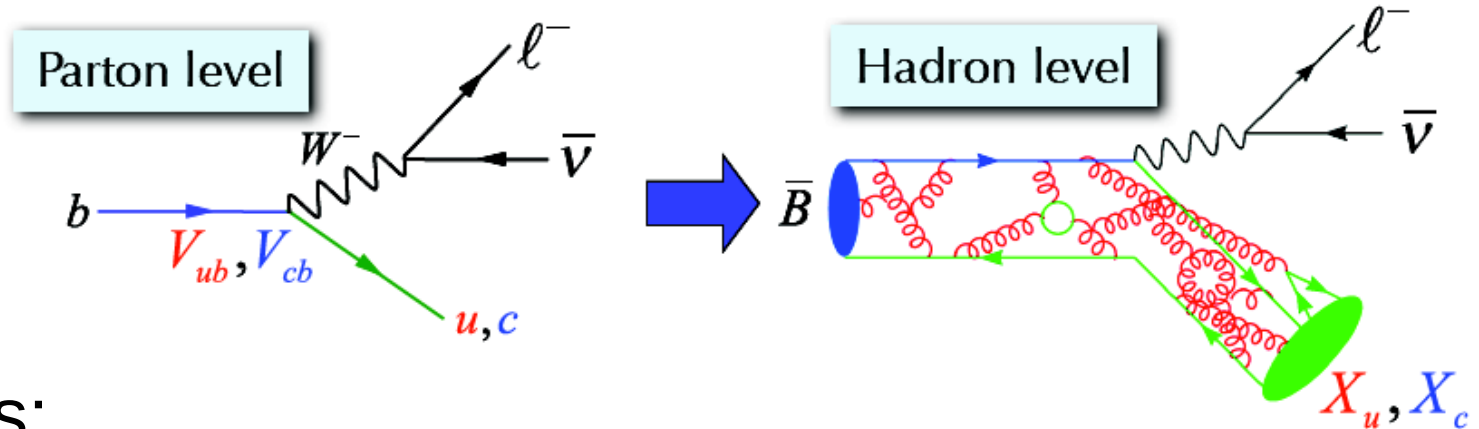 Parton level
ℓ⁻
W⁻
ν̅
b
V_ub, V_cb
u, c
Hadron level
ℓ⁻
ν̅
B̅
X_u, X_c
s: